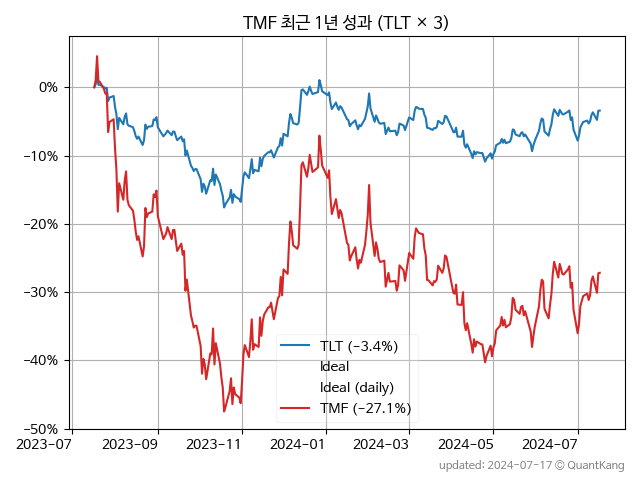 TMF 최근 1년 성과 (TLT × 3)
0%
−10%
−20%
−30%
−40%
−50%
TLT (−3.4%)
Ideal
Ideal (daily)
TMF (−27.1%)
2023-07
2023-09
2023-11
2024-01
2024-03
2024-05
2024-07
updated: 2024-07-17 © QuantKang